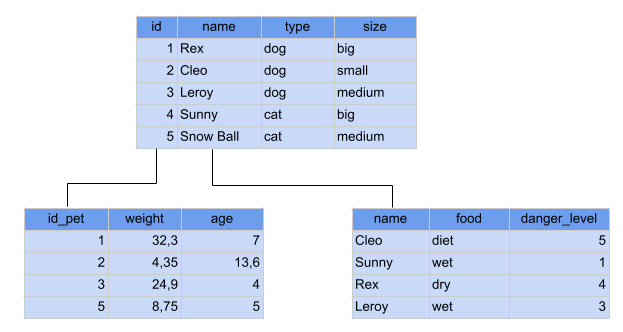 id name type size
1 Rex dog big
2 Cleo dog small
3 Leroy dog medium
4 Sunny cat big
5 Snow Ball cat medium
id_pet weight age
1 32,3 7
2 4,35 13,6
3 24,9 4
5 8,75 5
name food danger_level
Cleo diet 5
Sunny wet 1
Rex dry 4
Leroy wet 3